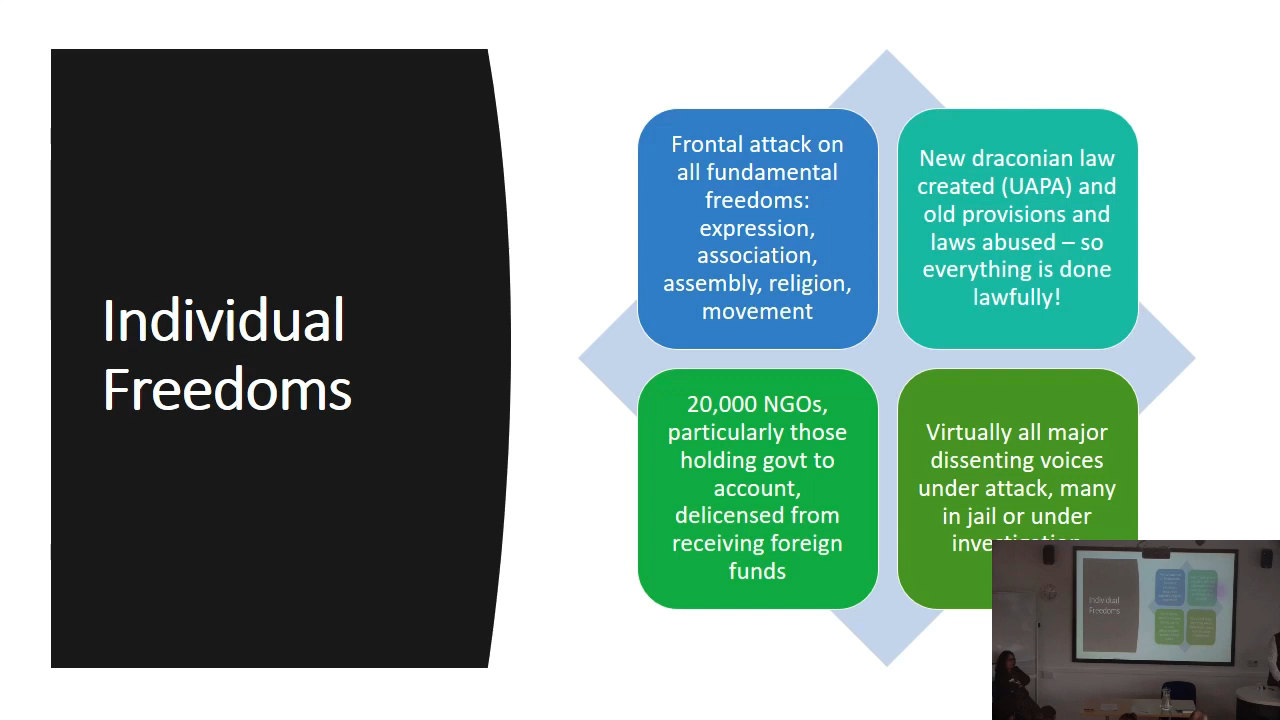 Individual
Freedoms
Frontal attack on
all fundamental
freedoms:
expression,
association,
assembly, religion,
movement
New draconian law
created (UAPA) and
old provisions and
laws abused – so
everything is done
lawfully!
20,000 NGOs,
particularly those
holding govt to
account,
delicensed from
receiving foreign
funds
Virtually all major
dissenting voices
under attack, many
in jail or under
investigation
Individual
Freedoms